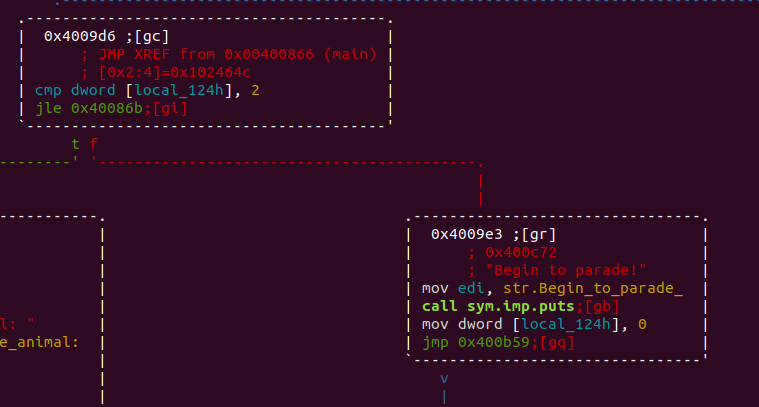 0x4009d6 ;[gc]
; JMP XREF from 0x00400866 (main)
; [0x2:4]=0x102464c
cmp dword [local_124h], 2
jle 0x40086b;[gi]
t f
0x4009e3 ;[gr]
; 0x400c72
; "Begin to parade!"
mov edi, str.Begin_to_parade_
call sym.imp.puts;[gb]
mov dword [local_124h], 0
jmp 0x400b59;[gq]
l: "
e_animal:
v